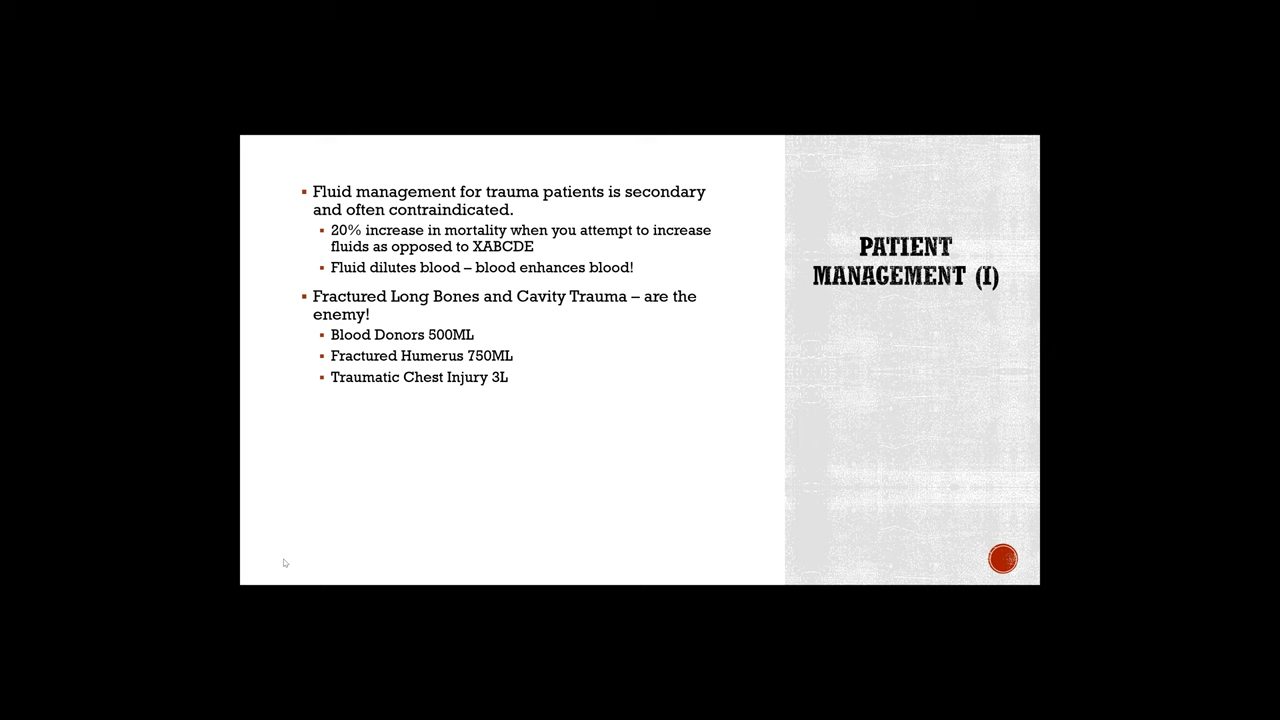 Fluid management for trauma patients is secondary
and often contraindicated.
20% increase in mortality when you attempt to increase
fluids as opposed to XABCDE
Fluid dilutes blood – blood enhances blood!
Fractured Long Bones and Cavity Trauma – are the
enemy!
Blood Donors 500ML
Fractured Humerus 750ML
Traumatic Chest Injury 3L
PATIENT
MANAGEMENT (I)